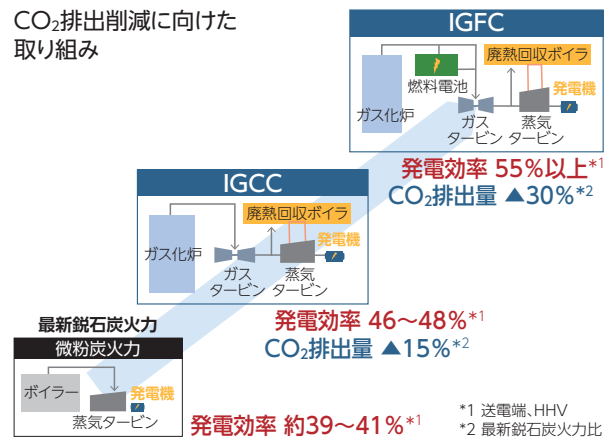 CO₂排出削減に向けた
取り組み
IGFC
廃熱回収ボイラ
燃料電池
発電機
ガス化炉
ガス
タービン
蒸気
タービン
発電効率 55%以上*1
CO₂排出量 ▲30%*2
IGCC
廃熱回収ボイラ
発電機
ガス化炉
ガス
タービン
蒸気
タービン
発電効率 46〜48%*1
CO₂排出量 ▲15%*2
最新鋭石炭火力
微粉炭火力
ボイラー
発電機
蒸気タービン
発電効率 約39〜41%*1
*1 送電端、HHV
*2 最新鋭石炭火力比